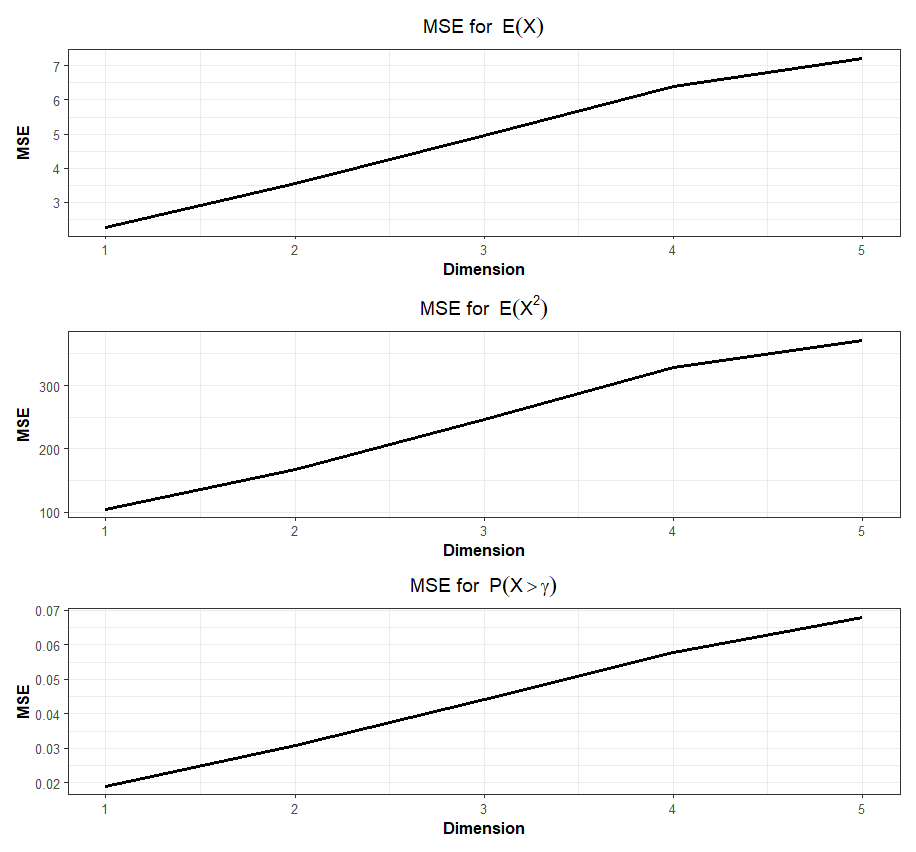 MSE for E(X)
7
6
5
4
3
MSE
1 2 3 4 5
Dimension
MSE for E(X²)
300
200
100
MSE
1 2 3 4 5
Dimension
MSE for P(X > γ)
0.07
0.06
0.05
0.04
0.03
0.02
MSE
1 2 3 4 5
Dimension